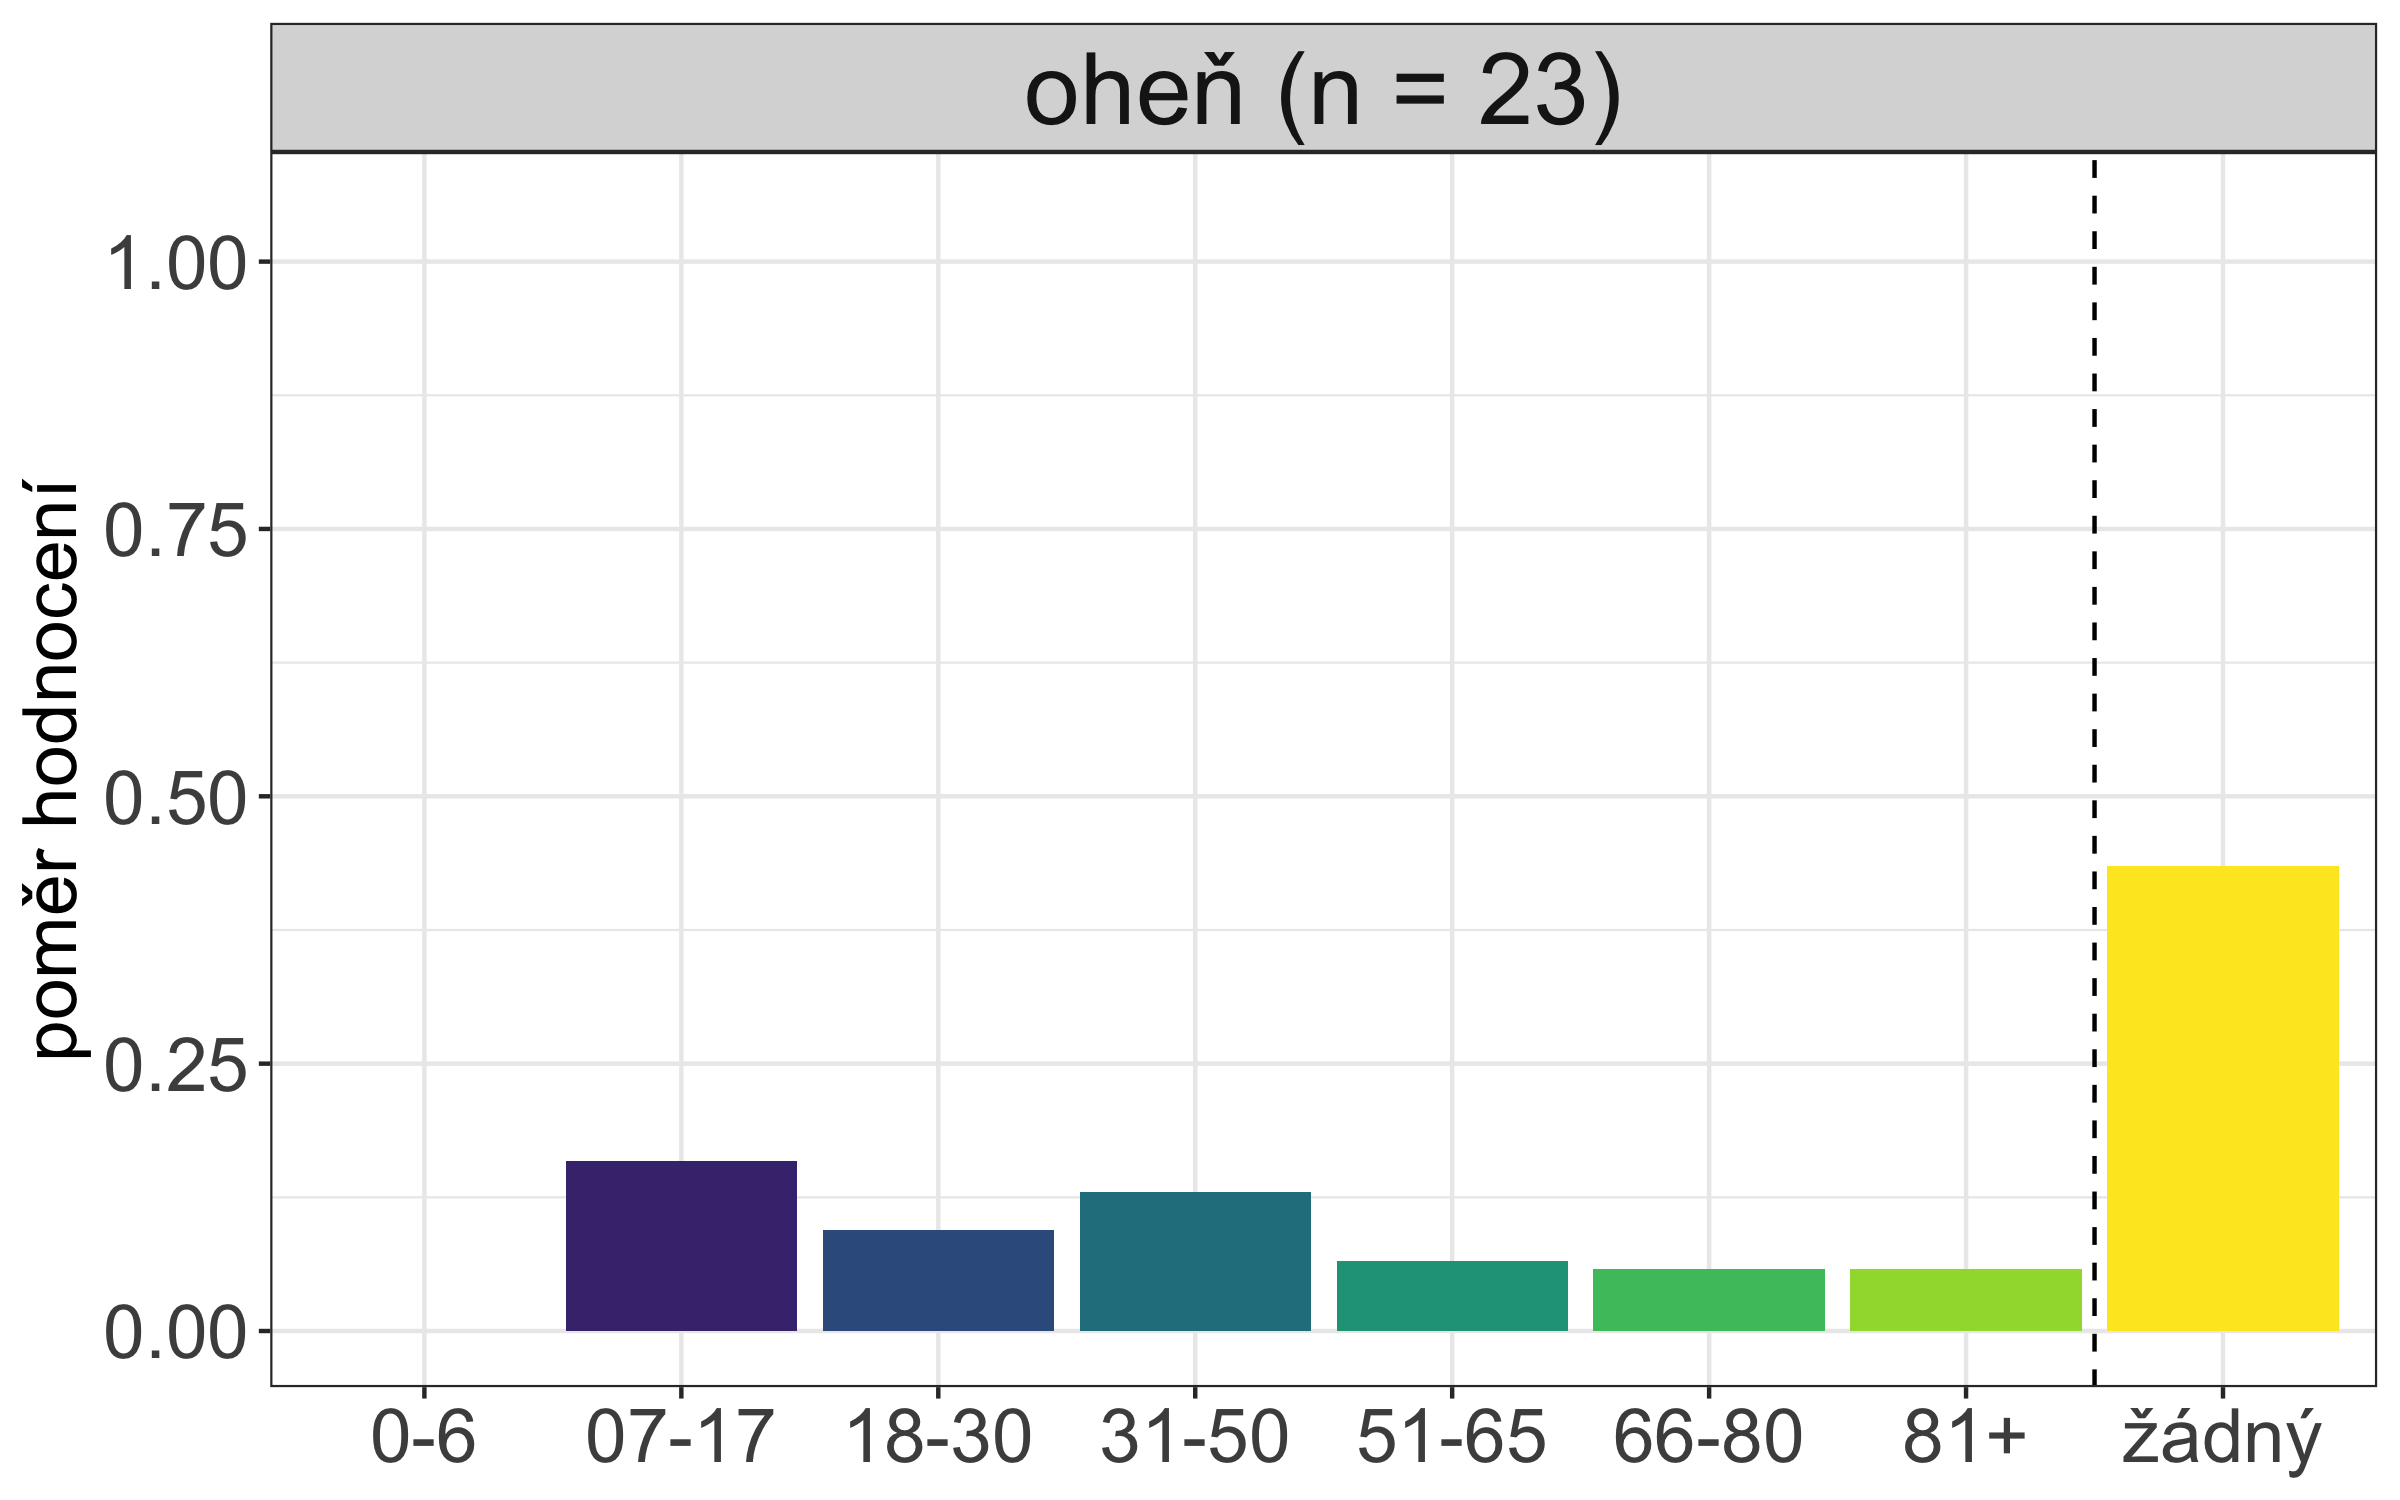 oheň (n = 23)
poměr hodnocení
1.00
0.75
0.50
0.25
0.00
0-6 07-17 18-30 31-50 51-65 66-80 81+ žádný